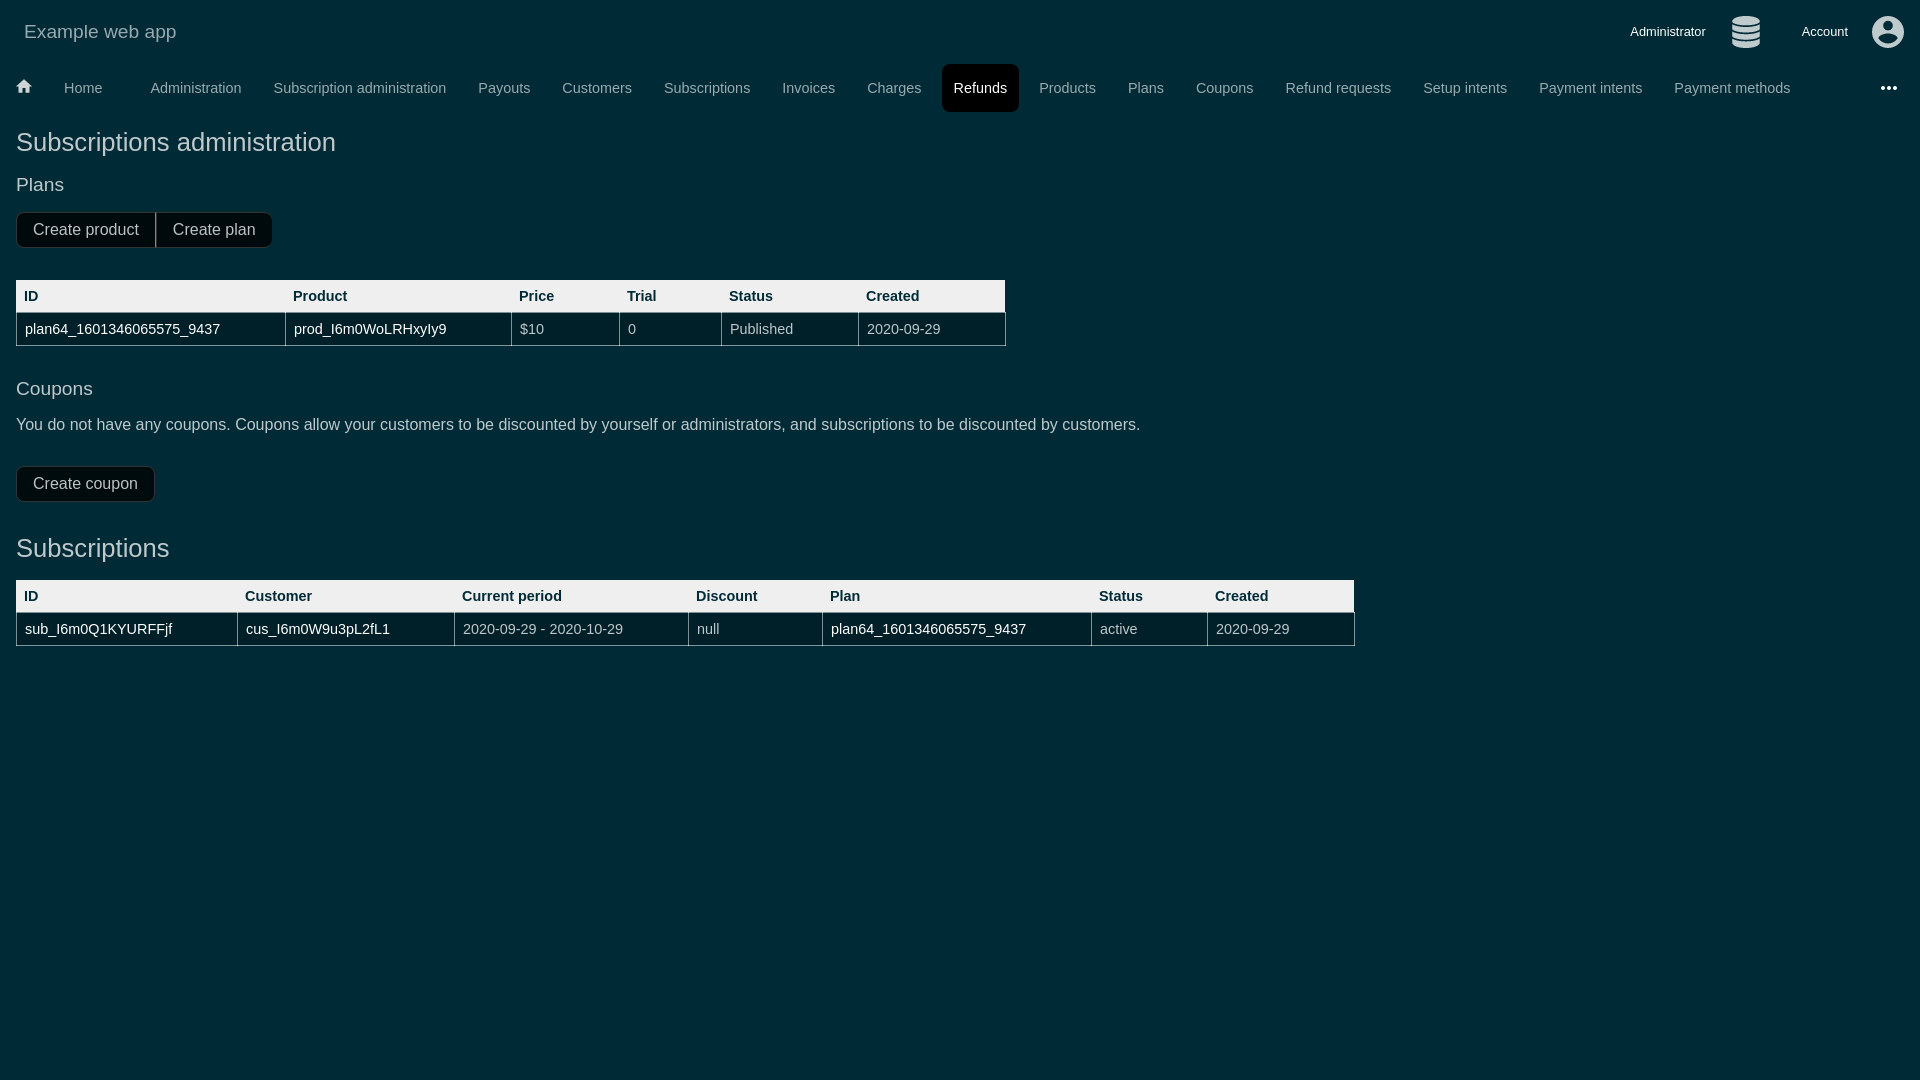 Example web app Administrator Account
Home Administration Subscription administration Payouts Customers Subscriptions Invoices Charges Refunds Products Plans Coupons Refund requests Setup intents Payment intents Payment methods
Subscriptions administration
Plans
Create product Create plan
ID Product Price Trial Status Created
plan64_1601346065575_9437 prod_I6m0WoLRHxyIy9 $10 0 Published 2020-09-29
Coupons
You do not have any coupons. Coupons allow your customers to be discounted by yourself or administrators, and subscriptions to be discounted by customers.
Create coupon
Subscriptions
ID Customer Current period Discount Plan Status Created
sub_I6m0Q1KYURFFjf cus_I6m0W9u3pL2fL1 2020-09-29 - 2020-10-29 null plan64_1601346065575_9437 active 2020-09-29